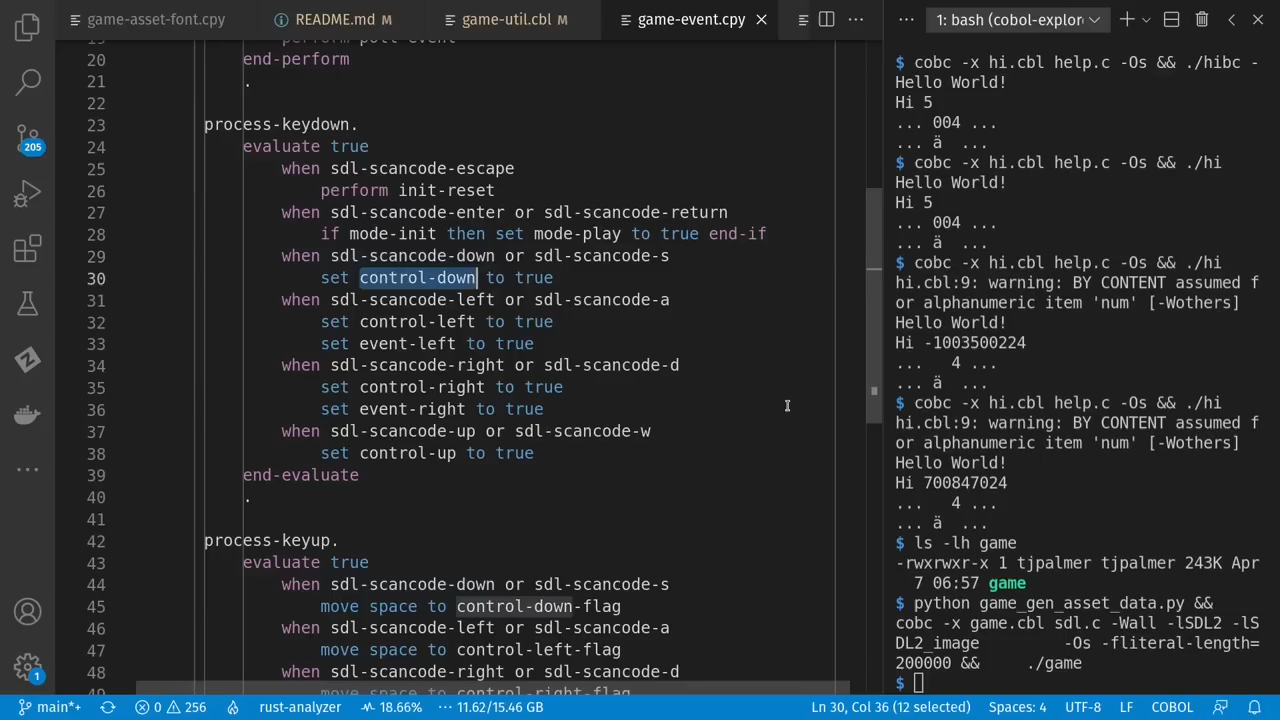 game-asset-font.cpy
README.md M
game-util.cbl M
game-event.cpy
19 perform poll-event
20 end-perform
21 .
22
23 process-keydown.
24 evaluate true
25 when sdl-scancode-escape
26 perform init-reset
27 when sdl-scancode-enter or sdl-scancode-return
28 if mode-init then set mode-play to true end-if
29 when sdl-scancode-down or sdl-scancode-s
30 set control-down to true
31 when sdl-scancode-left or sdl-scancode-a
32 set control-left to true
33 set event-left to true
34 when sdl-scancode-right or sdl-scancode-d
35 set control-right to true
36 set event-right to true
37 when sdl-scancode-up or sdl-scancode-w
38 set control-up to true
39 end-evaluate
40 .
41
42 process-keyup.
43 evaluate true
44 when sdl-scancode-down or sdl-scancode-s
45 move space to control-down-flag
46 when sdl-scancode-left or sdl-scancode-a
47 move space to control-left-flag
48 when sdl-scancode-right or sdl-scancode-d
49 move space to control-right-flag
205
1
1: bash (cobol-explor
$ cobc -x hi.cbl help.c -Os && ./hibc -
Hello World!
Hi 5
... 004 ...
... ä ...
$ cobc -x hi.cbl help.c -Os && ./hi
Hello World!
Hi 5
... 004 ...
... ä ...
$ cobc -x hi.cbl help.c -Os && ./hi
hi.cbl:9: warning: BY CONTENT assumed f
or alphanumeric item 'num' [-Wothers]
Hello World!
Hi -1003500224
... 4 ...
... ä ...
$ cobc -x hi.cbl help.c -Os && ./hi
hi.cbl:9: warning: BY CONTENT assumed f
or alphanumeric item 'num' [-Wothers]
Hello World!
Hi 700847024
... 4 ...
... ä ...
$ ls -lh game
-rwxrwxr-x 1 tjpalmer tjpalmer 243K Apr
7 06:57 game
$ python game_gen_asset_data.py &&
cobc -x game.cbl sdl.c -Wall -lSDL2 -lS
DL2_image -Os -fliteral-length=
200000 && ./game
$
main*+
0 256
rust-analyzer
18.66%
11.62/15.46 GB
Ln 30, Col 36 (12 selected)
Spaces: 4
UTF-8
LF
COBOL